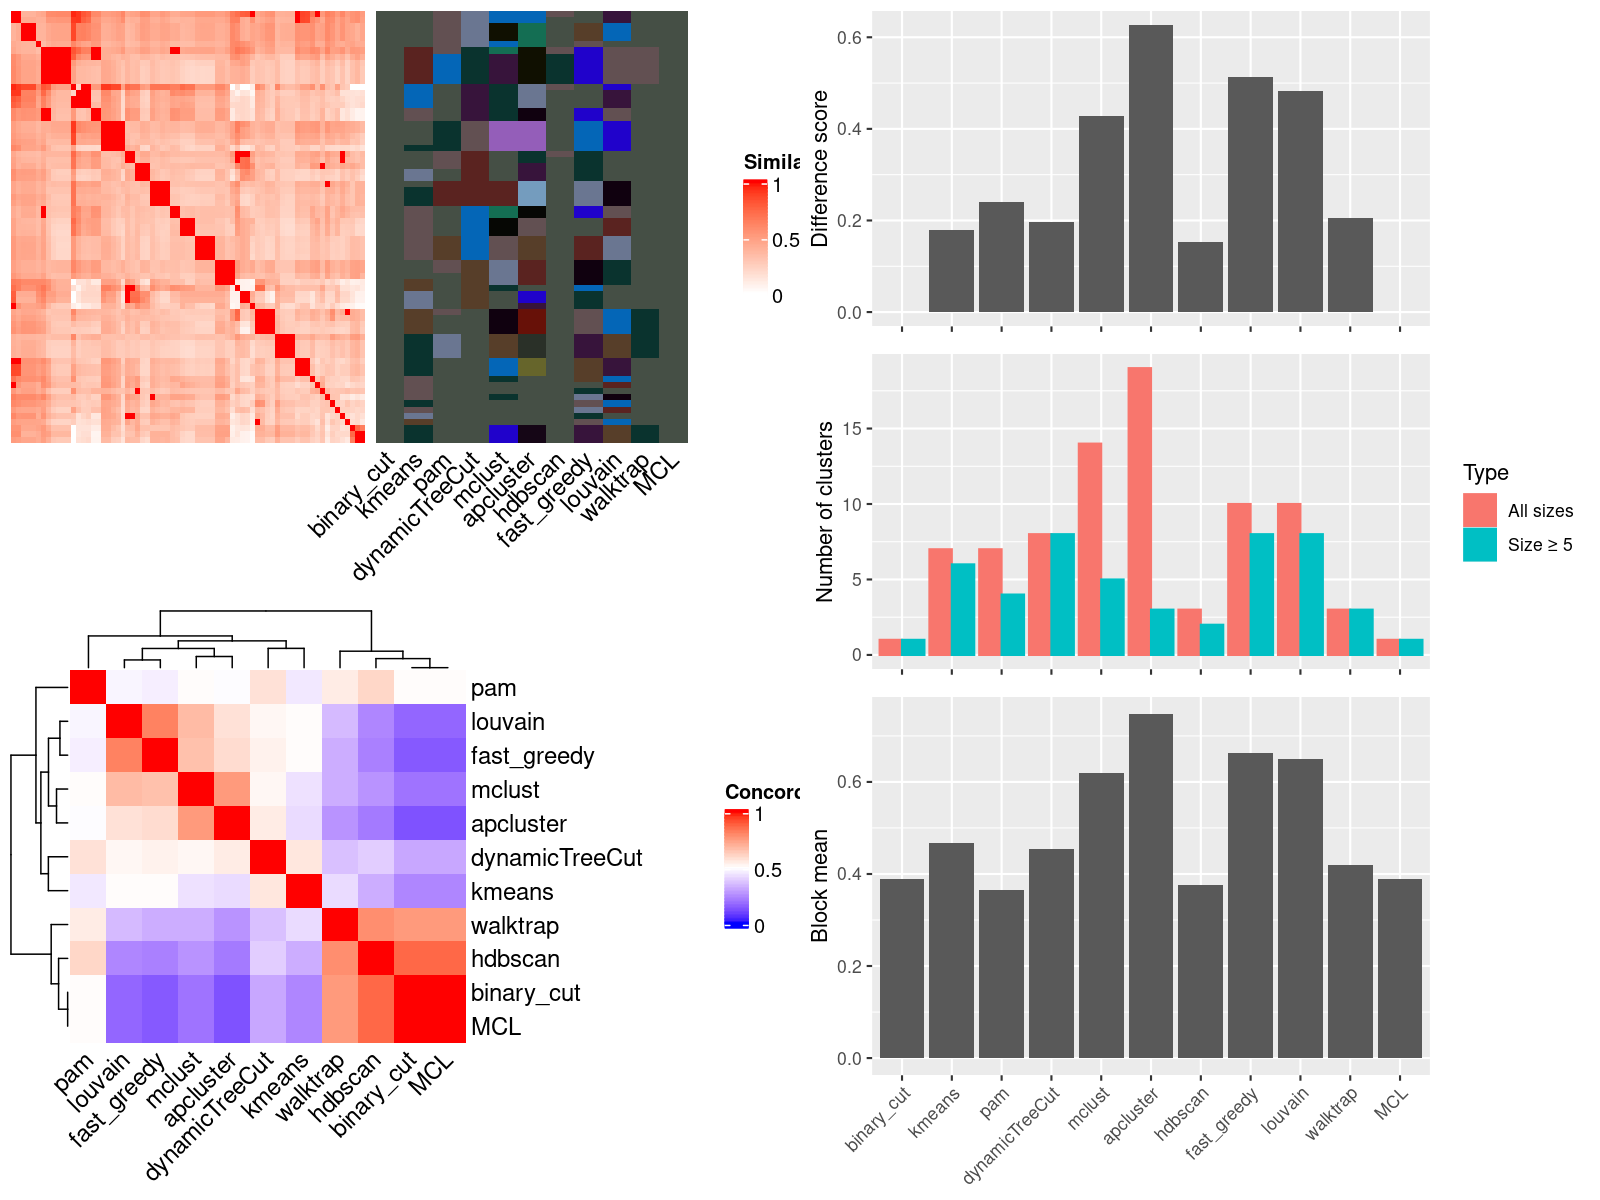 Simila
1
0.5
0
binary_cut
kmeans
pam
dynamicTreeCut
mclust
apcluster
hdbscan
fast_greedy
louvain
walktrap
MCL
Difference score
0.6
0.4
0.2
0.0
Number of clusters
15
10
5
0
Type
All sizes
Size ≥ 5
pam
louvain
fast_greedy
mclust
apcluster
dynamicTreeCut
kmeans
walktrap
hdbscan
binary_cut
MCL
pam
louvain
fast_greedy
mclust
apcluster
dynamicTreeCut
kmeans
walktrap
hdbscan
binary_cut
MCL
Concord
1
0.5
0
Block mean
0.6
0.4
0.2
0.0
binary_cut
kmeans
pam
dynamicTreeCut
mclust
apcluster
hdbscan
fast_greedy
louvain
walktrap
MCL